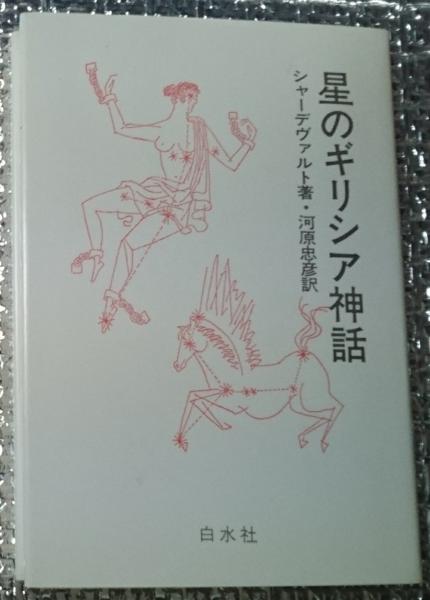 星のギリシア神話
シャーデヴァルト著・河原忠彦訳
白水社